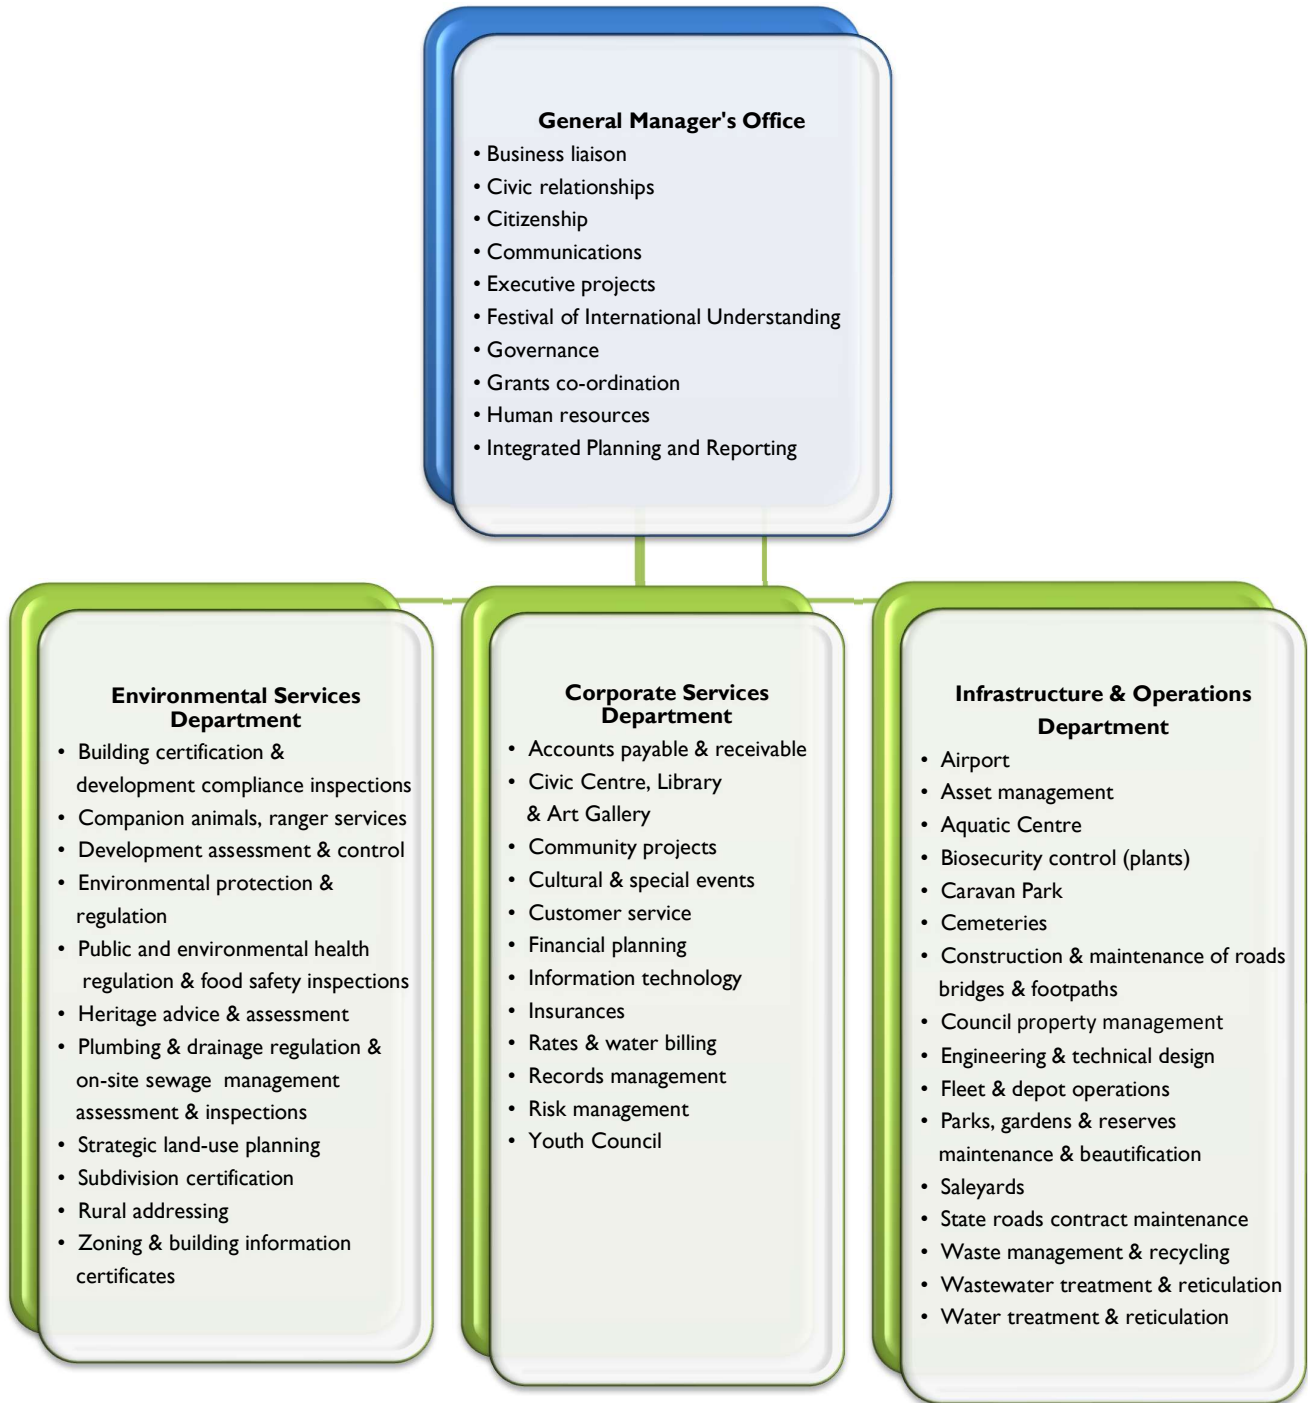 General Manager's Office
• Business liaison
• Civic relationships
• Citizenship
• Communications
• Executive projects
• Festival of International Understanding
• Governance
• Grants co-ordination
• Human resources
• Integrated Planning and Reporting
Environmental Services
Department
• Building certification &
development compliance inspections
• Companion animals, ranger services
• Development assessment & control
• Environmental protection &
regulation
• Public and environmental health
regulation & food safety inspections
• Heritage advice & assessment
• Plumbing & drainage regulation &
on-site sewage management
assessment & inspections
• Strategic land-use planning
• Subdivision certification
• Rural addressing
• Zoning & building information
certificates
Corporate Services
Department
• Accounts payable & receivable
• Civic Centre, Library
& Art Gallery
• Community projects
• Cultural & special events
• Customer service
• Financial planning
• Information technology
• Insurances
• Rates & water billing
• Records management
• Risk management
• Youth Council
Infrastructure & Operations
Department
• Airport
• Asset management
• Aquatic Centre
• Biosecurity control (plants)
• Caravan Park
• Cemeteries
• Construction & maintenance of roads
bridges & footpaths
• Council property management
• Engineering & technical design
• Fleet & depot operations
• Parks, gardens & reserves
maintenance & beautification
• Saleyards
• State roads contract maintenance
• Waste management & recycling
• Wastewater treatment & reticulation
• Water treatment & reticulation